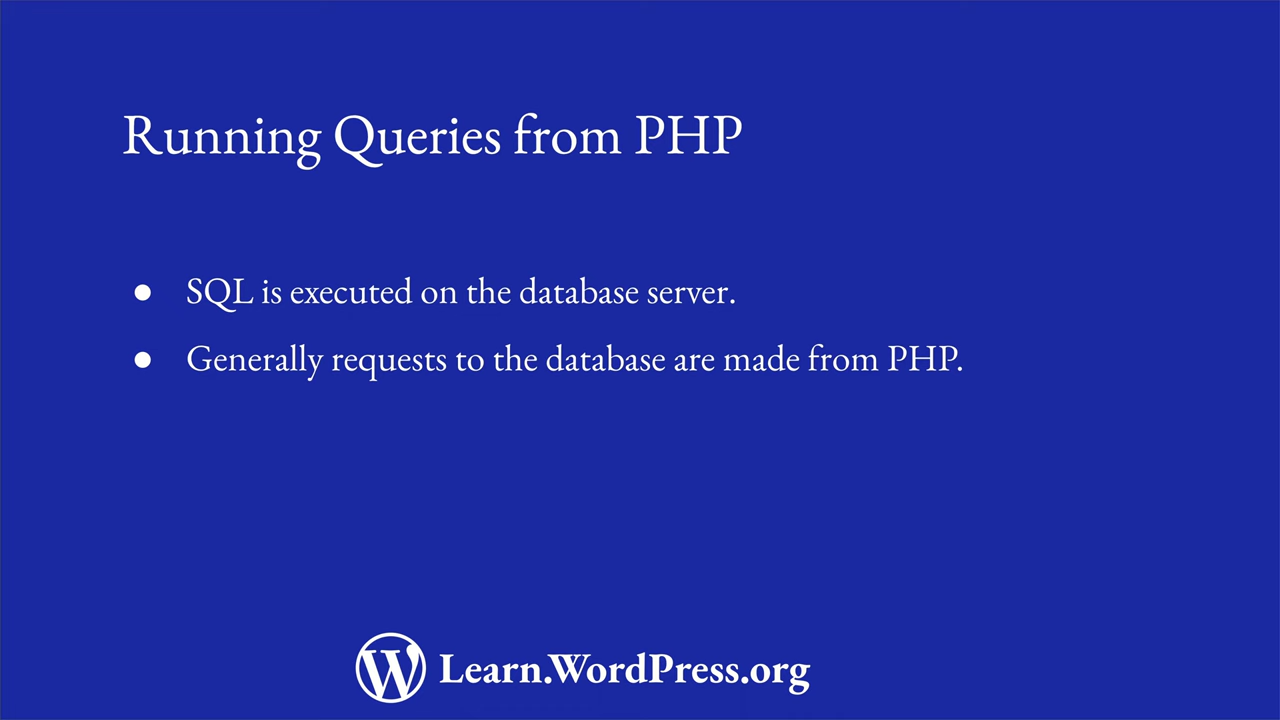 Running Queries from PHP
● SQL is executed on the database server.
● Generally requests to the database are made from PHP.
Learn.WordPress.org